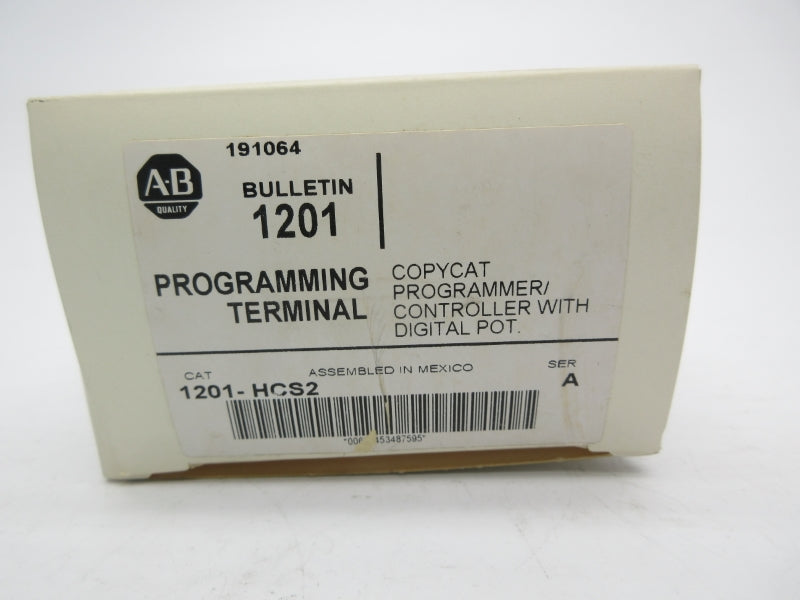 191064
A-B
QUALITY
BULLETIN
1201
PROGRAMMING
TERMINAL
COPYCAT
PROGRAMMER/
CONTROLLER WITH
DIGITAL POT.
CAT
ASSEMBLED IN MEXICO
SER
1201- HCS2
A